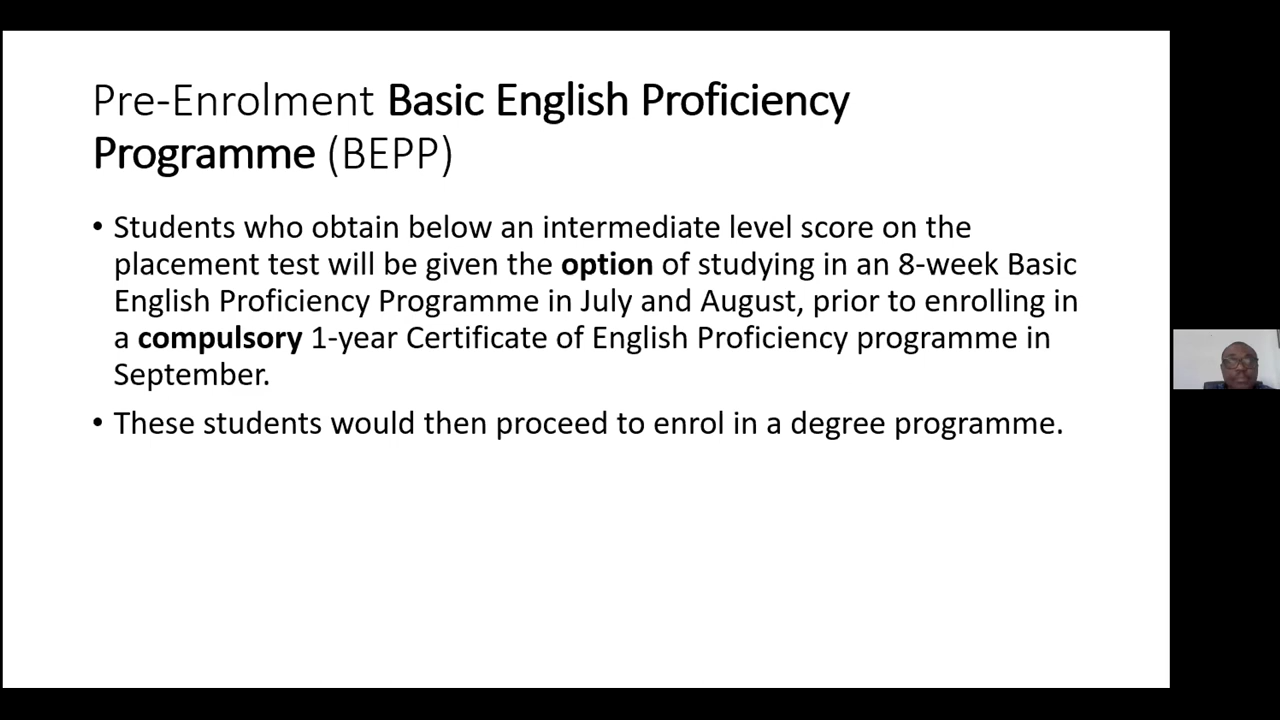 Pre-Enrolment Basic English Proficiency
Programme (BEPP)
• Students who obtain below an intermediate level score on the
placement test will be given the option of studying in an 8-week Basic
English Proficiency Programme in July and August, prior to enrolling in
a compulsory 1-year Certificate of English Proficiency programme in
September.
• These students would then proceed to enrol in a degree programme.